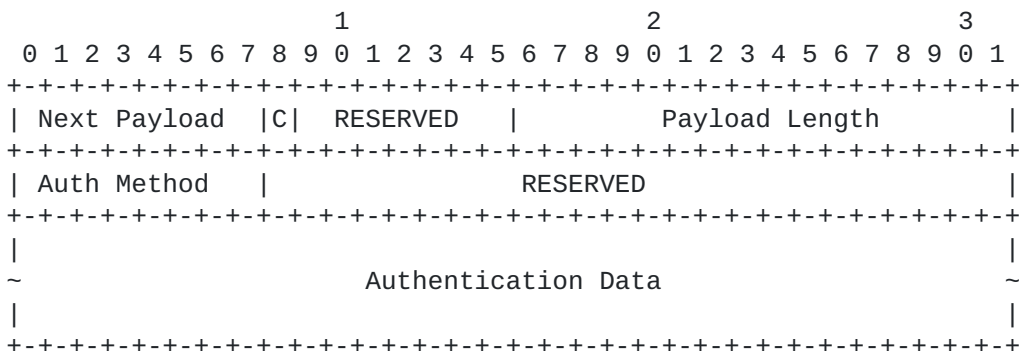 1                   2                   3
 0 1 2 3 4 5 6 7 8 9 0 1 2 3 4 5 6 7 8 9 0 1 2 3 4 5 6 7 8 9 0 1
+-+-+-+-+-+-+-+-+-+-+-+-+-+-+-+-+-+-+-+-+-+-+-+-+-+-+-+-+-+-+-+-+
| Next Payload  |C|  RESERVED   |         Payload Length        |
+-+-+-+-+-+-+-+-+-+-+-+-+-+-+-+-+-+-+-+-+-+-+-+-+-+-+-+-+-+-+-+-+
| Auth Method   |                RESERVED                       |
+-+-+-+-+-+-+-+-+-+-+-+-+-+-+-+-+-+-+-+-+-+-+-+-+-+-+-+-+-+-+-+-+
|                                                               |
~                      Authentication Data                      ~
|                                                               |
+-+-+-+-+-+-+-+-+-+-+-+-+-+-+-+-+-+-+-+-+-+-+-+-+-+-+-+-+-+-+-+-+